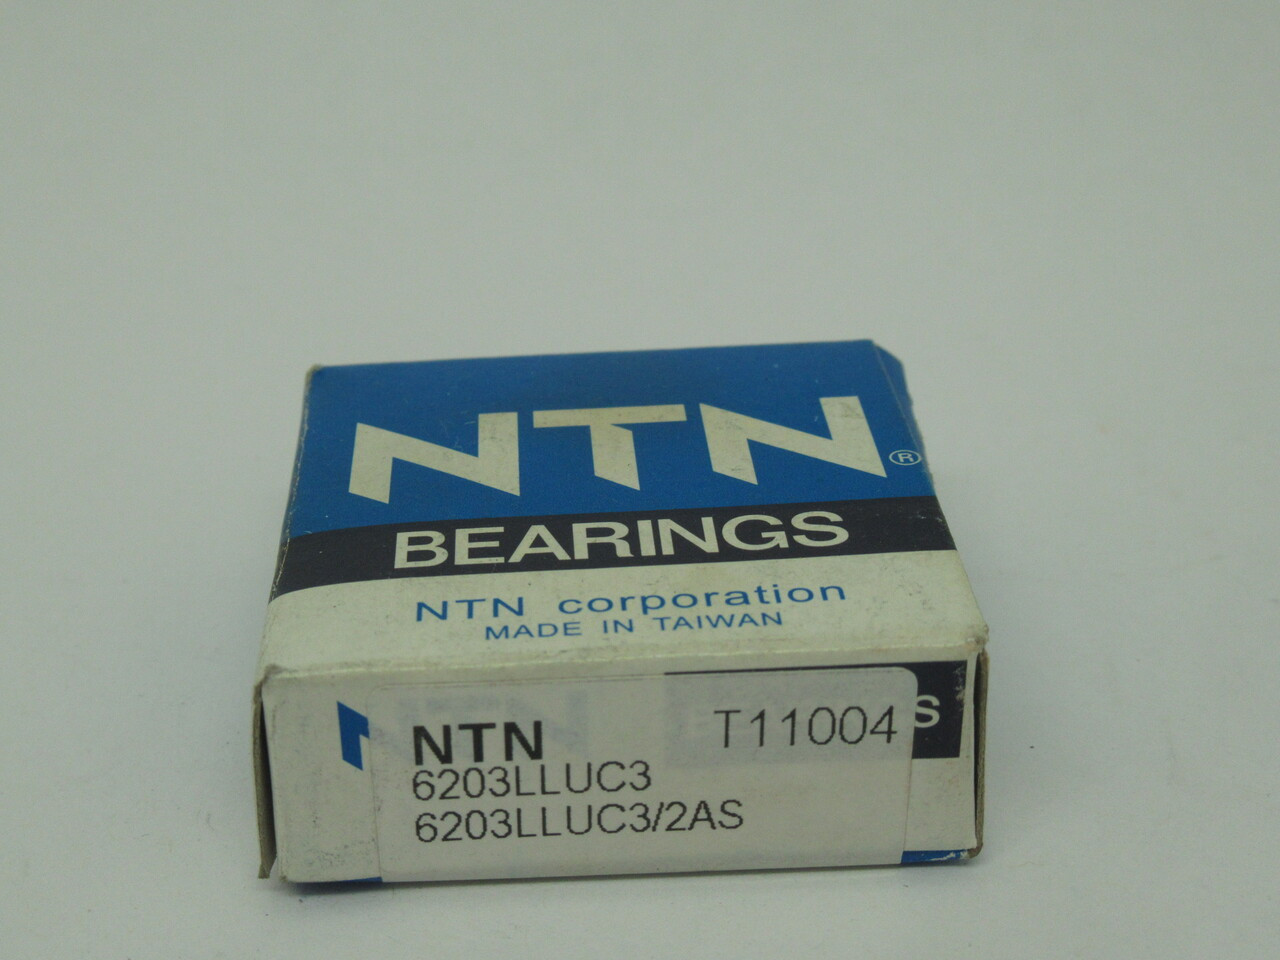 NTN®
BEARINGS
NTN corporation
MADE IN TAIWAN
NTN T11004
S
6203LLUC3
6203LLUC3/2AS